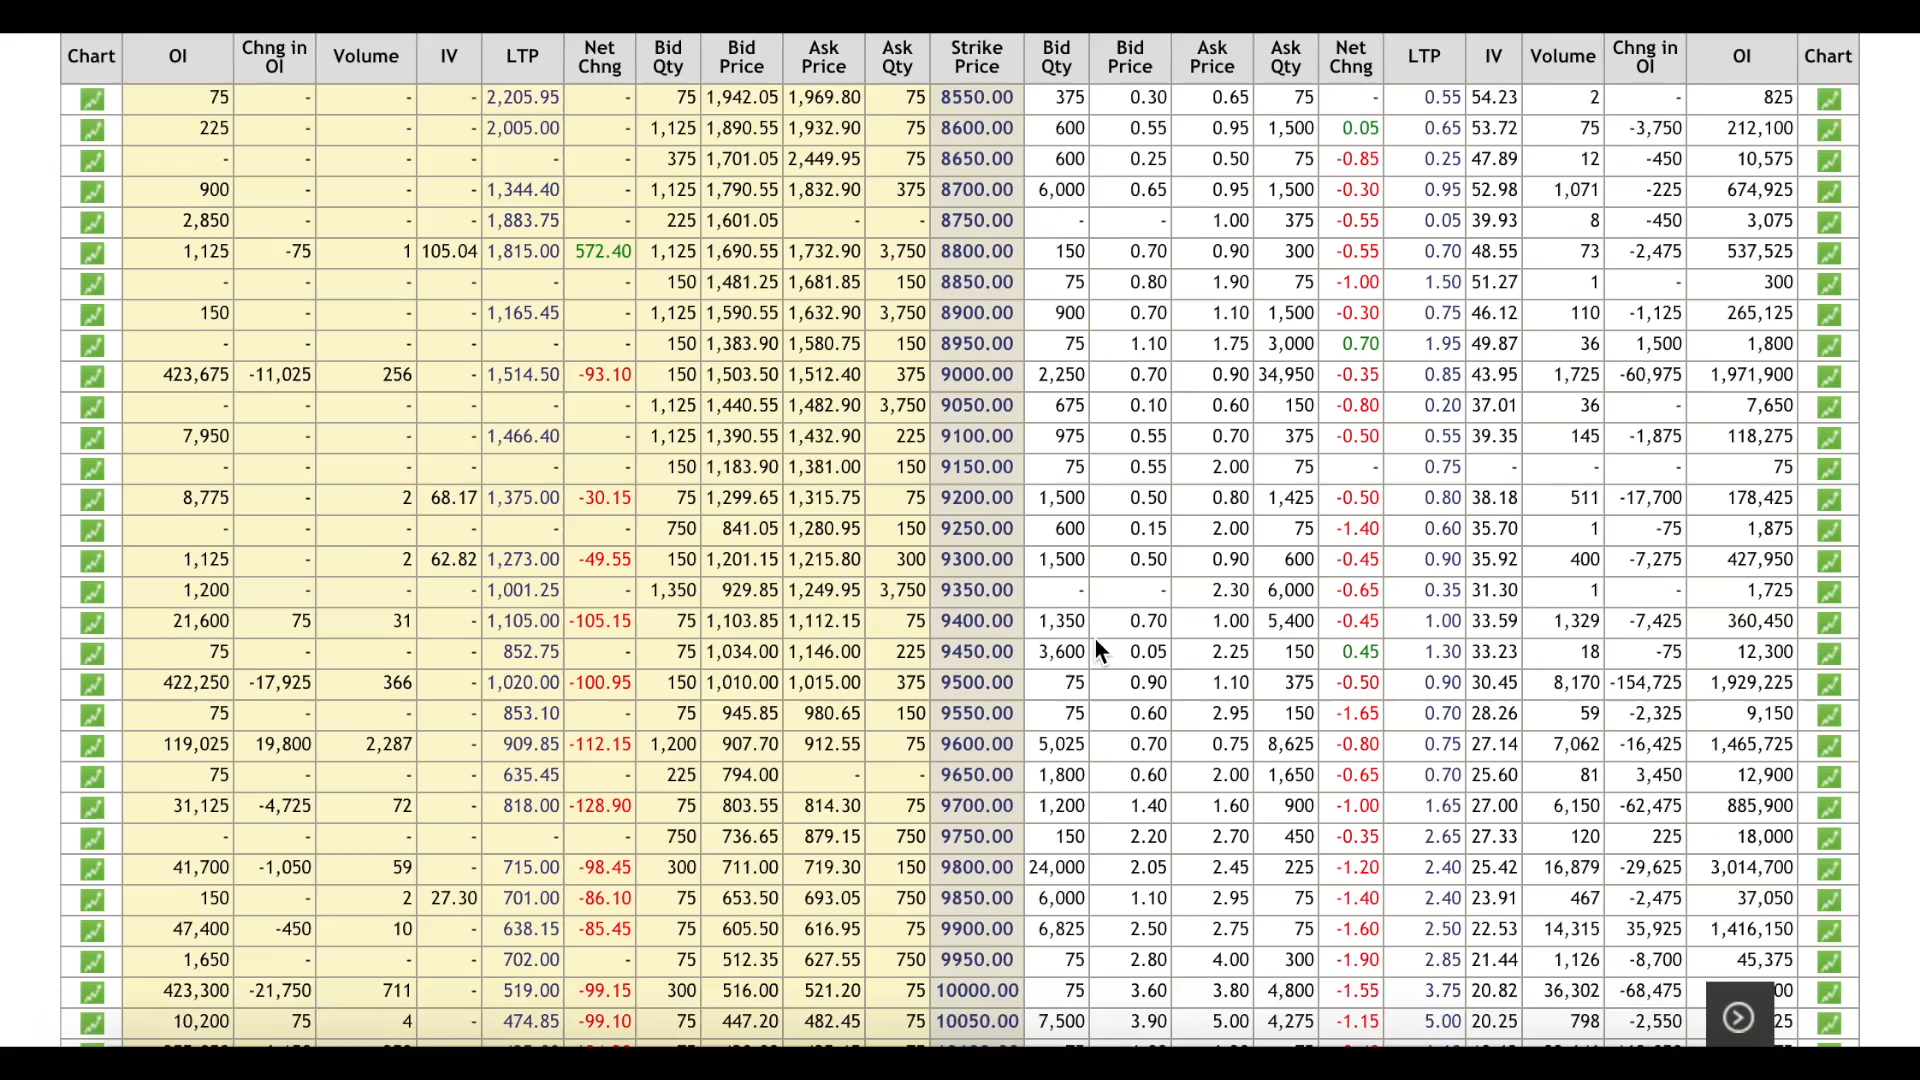 Chart OI Chng in OI Volume IV LTP Net Chng Bid Qty Bid Price Ask Price Ask Qty Strike Price Bid Qty Bid Price Ask Price Ask Qty Net Chng LTP IV Volume Chng in OI OI Chart
75 - - - 2,205.95 - 75 1,942.05 1,969.80 75 8550.00 375 0.30 0.65 75 - 0.55 54.23 2 - 825
225 - - - 2,005.00 - 1,125 1,890.55 1,932.90 75 8600.00 600 0.55 0.95 1,500 0.05 0.65 53.72 75 -3,750 212,100
- - - - - - 375 1,701.05 2,449.95 75 8650.00 600 0.25 0.50 75 -0.85 0.25 47.89 12 -450 10,575
900 - - - 1,344.40 - 1,125 1,790.55 1,832.90 375 8700.00 6,000 0.65 0.95 1,500 -0.30 0.95 52.98 1,071 -225 674,925
2,850 - - - 1,883.75 - 225 1,601.05 - - 8750.00 - - 1.00 375 -0.55 0.05 39.93 8 -450 3,075
1,125 -75 1 105.04 1,815.00 572.40 1,125 1,690.55 1,732.90 3,750 8800.00 150 0.70 0.90 300 -0.55 0.70 48.55 73 -2,475 537,525
- - - - - - 150 1,481.25 1,681.85 150 8850.00 75 0.80 1.90 75 -1.00 1.50 51.27 1 - 300
150 - - - 1,165.45 - 1,125 1,590.55 1,632.90 3,750 8900.00 900 0.70 1.10 1,500 -0.30 0.75 46.12 110 -1,125 265,125
- - - - - - 150 1,383.90 1,580.75 150 8950.00 75 1.10 1.75 3,000 0.70 1.95 49.87 36 1,500 1,800
423,675 -11,025 256 - 1,514.50 -93.10 150 1,503.50 1,512.40 375 9000.00 2,250 0.70 0.90 34,950 -0.35 0.85 43.95 1,725 -60,975 1,971,900
- - - - - - 1,125 1,440.55 1,482.90 3,750 9050.00 675 0.10 0.60 150 -0.80 0.20 37.01 36 - 7,650
7,950 - - - 1,466.40 - 1,125 1,390.55 1,432.90 225 9100.00 975 0.55 0.70 375 -0.50 0.55 39.35 145 -1,875 118,275
- - - - - - 150 1,183.90 1,381.00 150 9150.00 75 0.55 2.00 75 - 0.75 - - - 75
8,775 - 2 68.17 1,375.00 -30.15 75 1,299.65 1,315.75 75 9200.00 1,500 0.50 0.80 1,425 -0.50 0.80 38.18 511 -17,700 178,425
- - - - - - 750 841.05 1,280.95 150 9250.00 600 0.15 2.00 75 -1.40 0.60 35.70 1 -75 1,875
1,125 - 2 62.82 1,273.00 -49.55 150 1,201.15 1,215.80 300 9300.00 1,500 0.50 0.90 600 -0.45 0.90 35.92 400 -7,275 427,950
1,200 - - - 1,001.25 - 1,350 929.85 1,249.95 3,750 9350.00 - - 2.30 6,000 -0.65 0.35 31.30 1 - 1,725
21,600 75 31 - 1,105.00 -105.15 75 1,103.85 1,112.15 75 9400.00 1,350 0.70 1.00 5,400 -0.45 1.00 33.59 1,329 -7,425 360,450
75 - - - 852.75 - 75 1,034.00 1,146.00 225 9450.00 3,600 0.05 2.25 150 0.45 1.30 33.23 18 -75 12,300
422,250 -17,925 366 - 1,020.00 -100.95 150 1,010.00 1,015.00 375 9500.00 75 0.90 1.10 375 -0.50 0.90 30.45 8,170 -154,725 1,929,225
75 - - - 853.10 - 75 945.85 980.65 150 9550.00 75 0.60 2.95 150 -1.65 0.70 28.26 59 -2,325 9,150
119,025 19,800 2,287 - 909.85 -112.15 1,200 907.70 912.55 75 9600.00 5,025 0.70 0.75 8,625 -0.80 0.75 27.14 7,062 -16,425 1,465,725
75 - - - 635.45 - 225 794.00 - - 9650.00 1,800 0.60 2.00 1,650 -0.65 0.70 25.60 81 3,450 12,900
31,125 -4,725 72 - 818.00 -128.90 75 803.55 814.30 75 9700.00 1,200 1.40 1.60 900 -1.00 1.65 27.00 6,150 -62,475 885,900
- - - - - - 750 736.65 879.15 750 9750.00 150 2.20 2.70 450 -0.35 2.65 27.33 120 225 18,000
41,700 -1,050 59 - 715.00 -98.45 300 711.00 719.30 150 9800.00 24,000 2.05 2.45 225 -1.20 2.40 25.42 16,879 -29,625 3,014,700
150 - 2 27.30 701.00 -86.10 75 653.50 693.05 750 9850.00 6,000 1.10 2.95 75 -1.40 2.40 23.91 467 -2,475 37,050
47,400 -450 10 - 638.15 -85.45 75 605.50 616.95 75 9900.00 6,825 2.50 2.75 75 -1.60 2.50 22.53 14,315 35,925 1,416,150
1,650 - - - 702.00 - 75 512.35 627.55 750 9950.00 75 2.80 4.00 300 -1.90 2.85 21.44 1,126 -8,700 45,375
423,300 -21,750 711 - 519.00 -99.15 300 516.00 521.20 75 10000.00 75 3.60 3.80 4,800 -1.55 3.75 20.82 36,302 -68,475 00
10,200 75 4 - 474.85 -99.10 75 447.20 482.45 75 10050.00 7,500 3.90 5.00 4,275 -1.15 5.00 20.25 798 -2,550 25